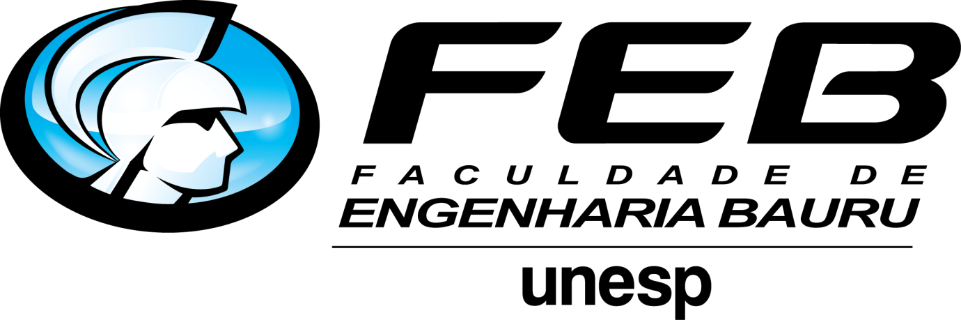 FEB
FACULDADE DE
ENGENHARIA BAURU
unesp